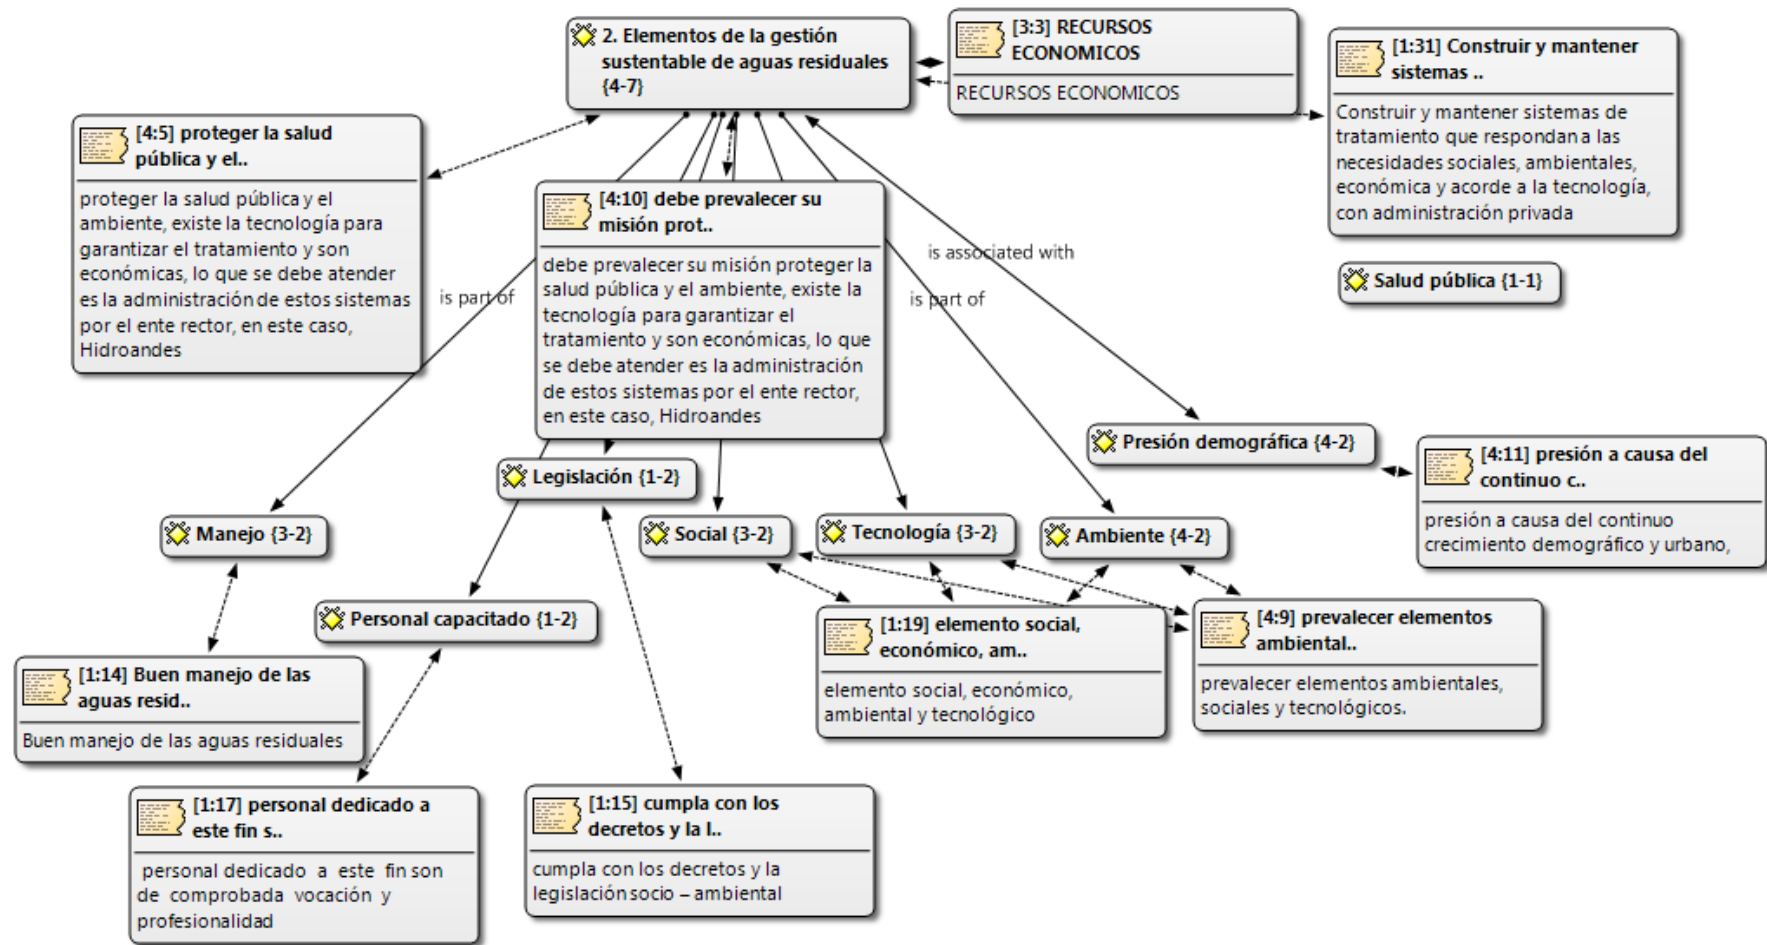 2. Elementos de la gestión
sustentable de aguas residuales
{4-7}
[3:3] RECURSOS
ECONOMICOS
RECURSOS ECONOMICOS
[1:31] Construir y mantener
sistemas ..
Construir y mantener sistemas de
tratamiento que respondan a las
necesidades sociales, ambientales,
económica y acorde a la tecnología,
con administración privada
[4:5] proteger la salud
pública y el..
proteger la salud pública y el
ambiente, existe la tecnología para
garantizar el tratamiento y son
económicas, lo que se debe atender
es la administración de estos sistemas
por el ente rector, en este caso,
Hidroandes
[4:10] debe prevalecer su
misión prot..
debe prevalecer su misión proteger la
salud pública y el ambiente, existe la
tecnología para garantizar el
tratamiento y son económicas, lo que
se debe atender es la administración
de estos sistemas por el ente rector,
en este caso, Hidroandes
is part of
is associated with
is part of
Salud pública {1-1}
Presión demográfica {4-2}
[4:11] presión a causa del
continuo c..
presión a causa del continuo
crecimiento demográfico y urbano,
Legislación {1-2}
Manejo {3-2}
Social {3-2}
Tecnología {3-2}
Ambiente {4-2}
Personal capacitado {1-2}
[1:19] elemento social,
económico, am..
elemento social, económico,
ambiental y tecnológico
[4:9] prevalecer elementos
ambiental..
prevalecer elementos ambientales,
sociales y tecnológicos.
[1:14] Buen manejo de las
aguas resid..
Buen manejo de las aguas residuales
[1:17] personal dedicado a
este fin s..
personal dedicado a este fin son
de comprobada vocación y
profesionalidad
[1:15] cumpla con los
decretos y la l..
cumpla con los decretos y la
legislación socio – ambiental